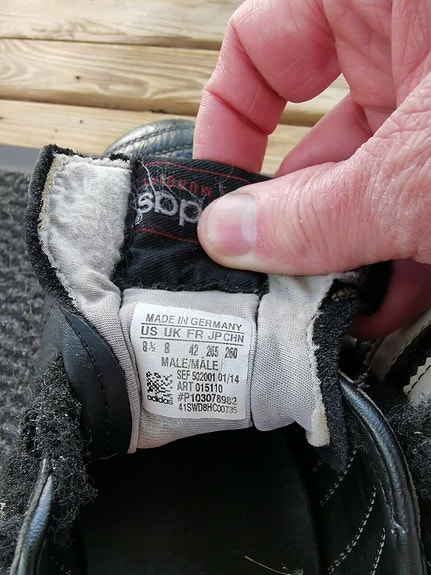 MADE IN GERMANY
US UK FR JP CHN
8½ 8 42 265 260
MALE/MÂLE
SEF 502001 01/14
ART 015110
#P103078982
adidas 41SWD8HC00735